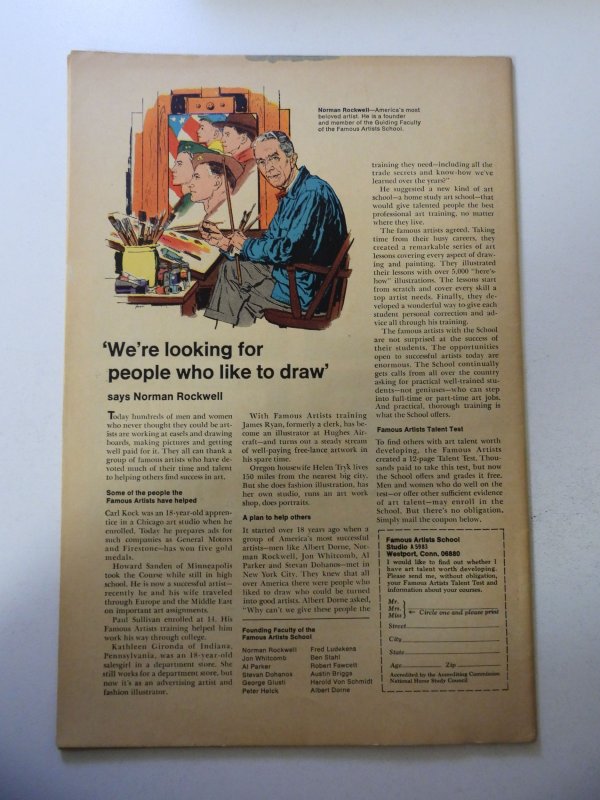 Norman Rockwell—America's most
beloved artist. He is a founder
and member of the Guiding Faculty
of the Famous Artists School.
'We're looking for
people who like to draw'
says Norman Rockwell
Today hundreds of men and women
who never thought they could be art-
ists are working at easels and drawing
boards, making pictures and getting
well paid for it. They all can thank a
group of famous artists who have de-
voted much of their time and talent
to helping others find success in art.
Some of the people the
Famous Artists have helped
Carl Kock was an 18-year-old appren-
tice in a Chicago art studio when he
enrolled. Today he prepares ads for
such companies as General Motors
and Firestone—has won five gold
medals.
Howard Sanden of Minneapolis
took the Course while still in high
school. He is now a successful artist—
recently he and his wife traveled
through Europe and the Middle East
on important art assignments.
Paul Sullivan enrolled at 14. His
Famous Artists training helped him
work his way through college.
Kathleen Gironda of Indiana,
Pennsylvania, was an 18-year-old
salesgirl in a department store. She
still works for a department store, but
now it's as an advertising artist and
fashion illustrator.
With Famous Artists training
James Ryan, formerly a clerk, has be-
come an illustrator at Hughes Air-
craft—and turns out a steady stream
of well-paying free-lance artwork in
his spare time.
Oregon housewife Helen Tryk lives
150 miles from the nearest big city.
But she does fashion illustration, has
her own studio, runs an art work
shop, does portraits.
A plan to help others
It started over 18 years ago when a
group of America's most successful
artists—men like Albert Dorne, Nor-
man Rockwell, Jon Whitcomb, Al
Parker and Stevan Dohanos—met in
New York City. They knew that all
over America there were people who
liked to draw who could be turned
into good artists. Albert Dorne asked,
"Why can't we give these people the
Founding Faculty of the
Famous Artists School
Norman Rockwell
Jon Whitcomb
Al Parker
Stevan Dohanos
George Giusti
Peter Helck
Fred Ludekens
Ben Stahl
Robert Fawcett
Austin Briggs
Harold Von Schmidt
Albert Dorne
training they need—including all the
trade secrets and know-how we've
learned over the years?"
He suggested a new kind of art
school—a home study art school—that
would give talented people the best
professional art training, no matter
where they live.
The famous artists agreed. Taking
time from their busy careers, they
created a remarkable series of art
lessons covering every aspect of draw-
ing and painting. They illustrated
their lessons with over 5,000 "here's-
how" illustrations. The lessons start
from scratch and cover every skill a
top artist needs. Finally, they de-
veloped a wonderful way to give each
student personal correction and ad-
vice all through his training.
The famous artists with the School
are not surprised at the success of
their students. The opportunities
open to successful artists today are
enormous. The School continually
gets calls from all over the country
asking for practical well-trained stu-
dents—not geniuses—who can step
into full-time or part-time art jobs.
And practical, thorough training is
what the School offers.
Famous Artists Talent Test
To find others with art talent worth
developing, the Famous Artists
created a 12-page Talent Test. Thou-
sands paid to take this test, but now
the School offers and grades it free.
Men and women who do well on the
test—or offer other sufficient evidence
of art talent—may enroll in the
School. But there's no obligation.
Simply mail the coupon below.
Famous Artists School
Studio A5983
Westport, Conn. 06880
I would like to find out whether I
have art talent worth developing.
Please send me, without obligation,
your Famous Artists Talent Test and
information about your courses.
Mr.
Mrs.
Miss
Circle one and please print
Street
City
State
Age Zip
Accredited by the Accrediting Commission
National Home Study Council